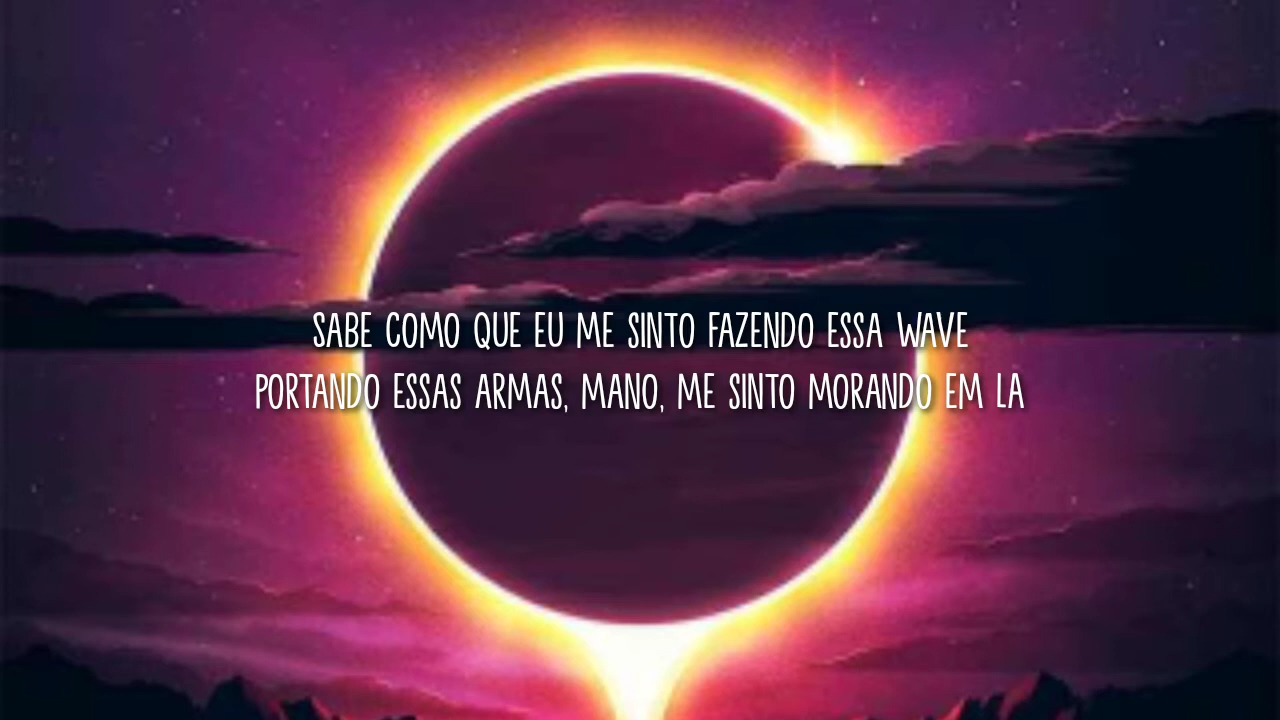 SABE COMO QUE EU ME SINTO FAZENDO ESSA WAVE
PORTANDO ESSAS ARMAS, MANO, ME SINTO MORANDO EM LA